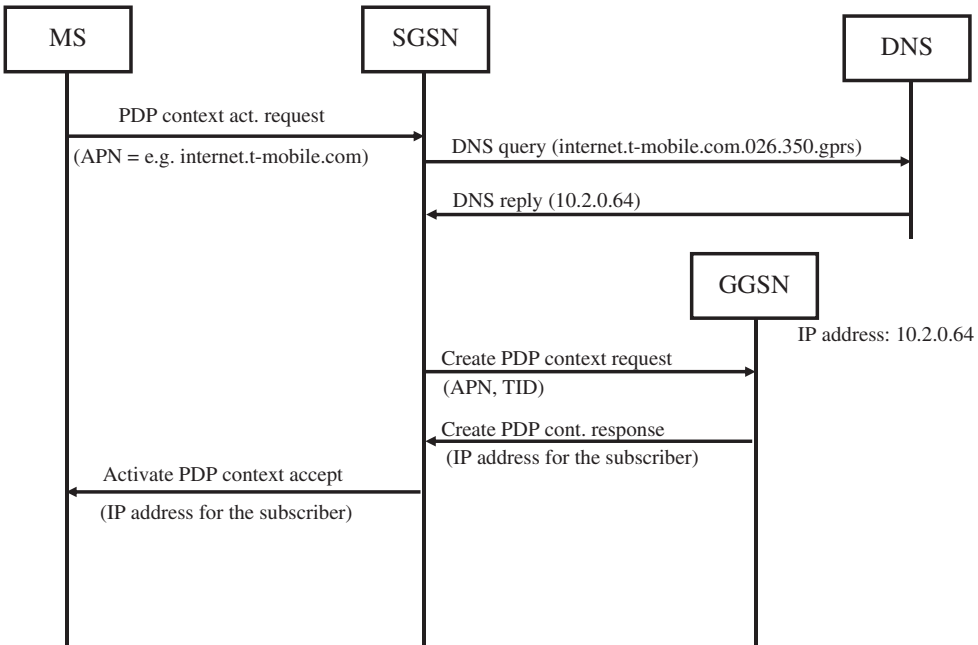 MS
SGSN
DNS
PDP context act. request
(APN = e.g. internet.t-mobile.com)
DNS query (internet.t-mobile.com.026.350.gprs)
DNS reply (10.2.0.64)
GGSN
IP address: 10.2.0.64
Create PDP context request
(APN, TID)
Create PDP cont. response
(IP address for the subscriber)
Activate PDP context accept
(IP address for the subscriber)